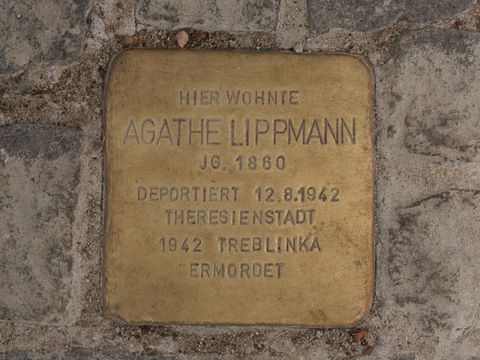 HIER WOHNTE
AGATHE LIPPMANN
JG. 1860
DEPORTIERT 12.8.1942
THERESIENSTADT
1942 TREBLINKA
ERMORDET